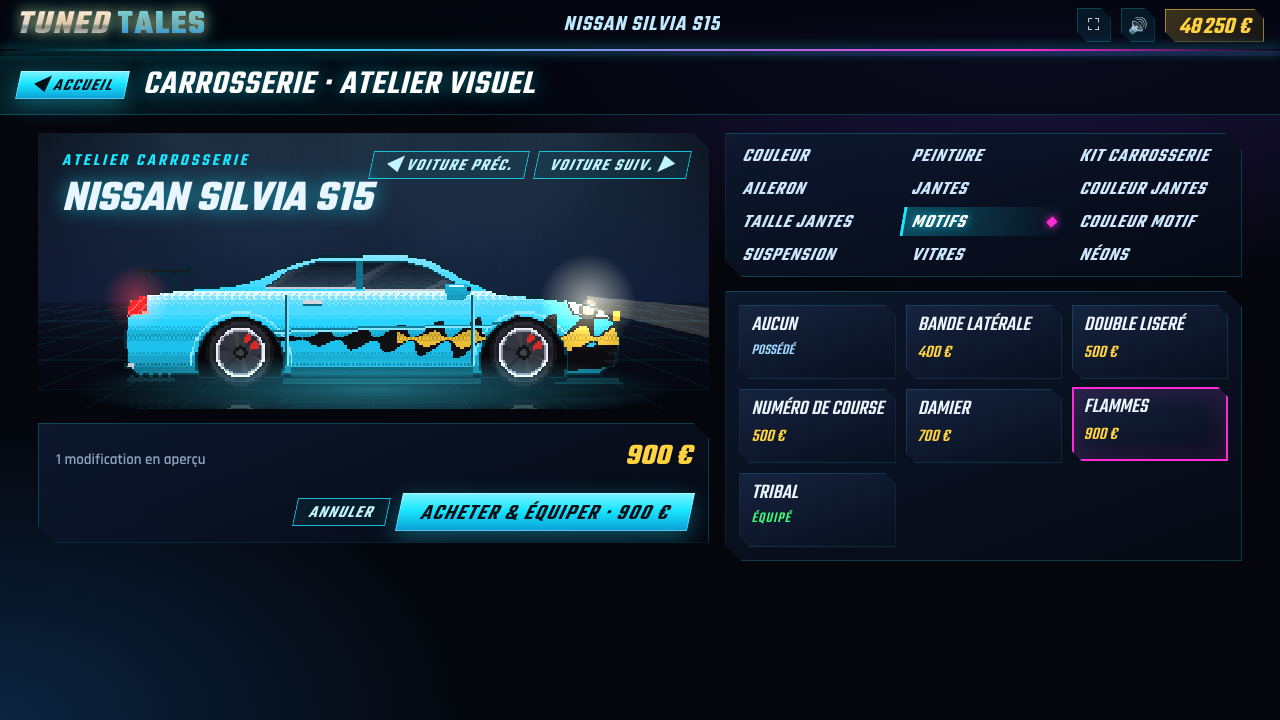 TUNED TALES
NISSAN SILVIA S15
48 250 €
ACCUEIL
CARROSSERIE · ATELIER VISUEL
ATELIER CARROSSERIE
VOITURE PRÉC.
VOITURE SUIV.
NISSAN SILVIA S15
1 modification en aperçu
900 €
ANNULER
ACHETER & ÉQUIPER · 900 €
COULEUR
PEINTURE
KIT CARROSSERIE
AILERON
JANTES
COULEUR JANTES
TAILLE JANTES
MOTIFS
COULEUR MOTIF
SUSPENSION
VITRES
NÉONS
AUCUN
POSSÉDÉ
BANDE LATÉRALE
400 €
DOUBLE LISERÉ
500 €
NUMÉRO DE COURSE
500 €
DAMIER
700 €
FLAMMES
900 €
TRIBAL
ÉQUIPÉ